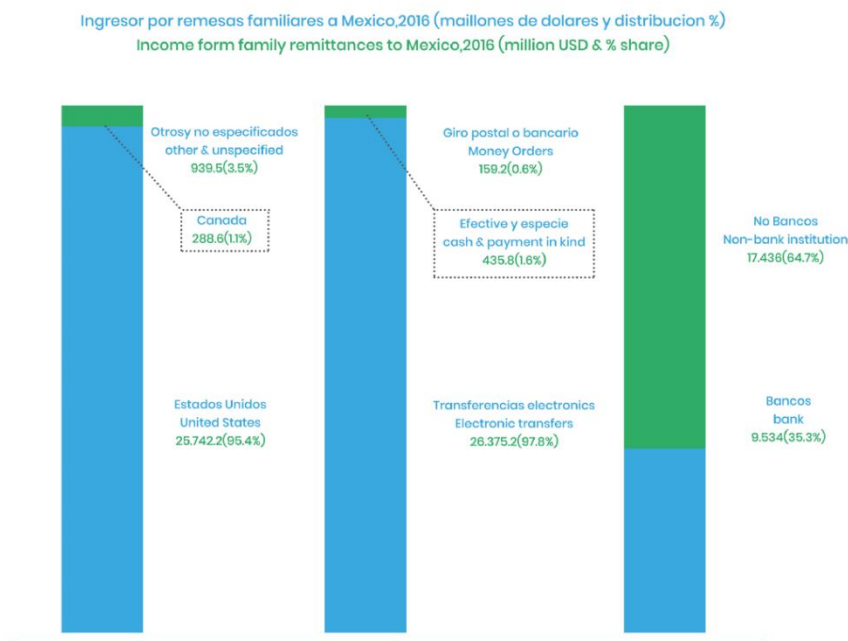 Ingresor por remesas familiares a Mexico,2016 (maillones de dolares y distribucion %)
Income form family remittances to Mexico,2016 (million USD & % share)
Otrosy no especificados
other & unspecified
939.5(3.5%)
Canada
288.6(1.1%)
Estados Unidos
United States
25.742.2(95.4%)
Giro postal o bancario
Money Orders
159.2(0.6%)
Efective y especie
cash & payment in kind
435.8(1.6%)
Transferencias electronics
Electronic transfers
26.375.2(97.8%)
No Bancos
Non-bank institution
17.436(64.7%)
Bancos
bank
9.534(35.3%)